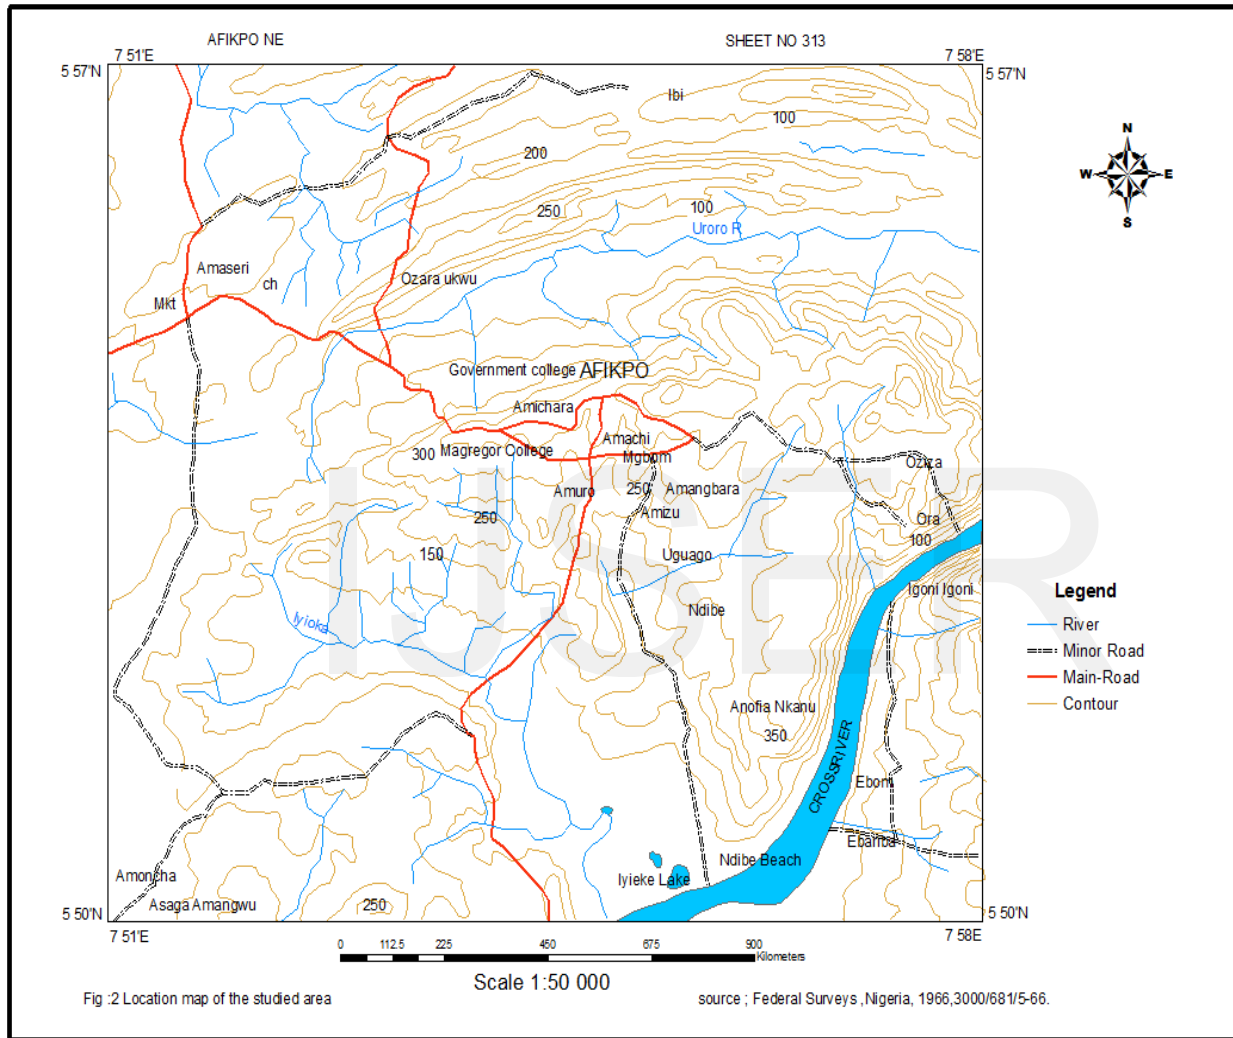 AFIKPO NE
SHEET NO 313
7 51'E
7 58'E
5 57'N
5 57'N
Ibi
100
N
W E
S
200
250
100
Uroro R
Amaseri
ch
Ozara ukwu
Mkt
Government college AFIKPO
Amichara
Amachi
300 Magregor College
Mgbom
Oziza
250
Amuro
250 Amangbara
Amizu
Ora
100
150
Uguago
Igoni Igoni
Ndibe
Iyioka
Legend
River
Minor Road
Main-Road
Contour
Anofia Nkanu
350
CROSS RIVER
Ebom
Ebariba
Ndibe Beach
Iyieke Lake
Amoncha
Asaga Amangwu
250
5 50'N
5 50'N
7 51'E
7 58'E
0 112.5 225 450 675 900
Kilometers
Scale 1:50 000
Fig :2 Location map of the studied area
source ; Federal Surveys ,Nigeria, 1966,3000/681/5-66.
IJSER